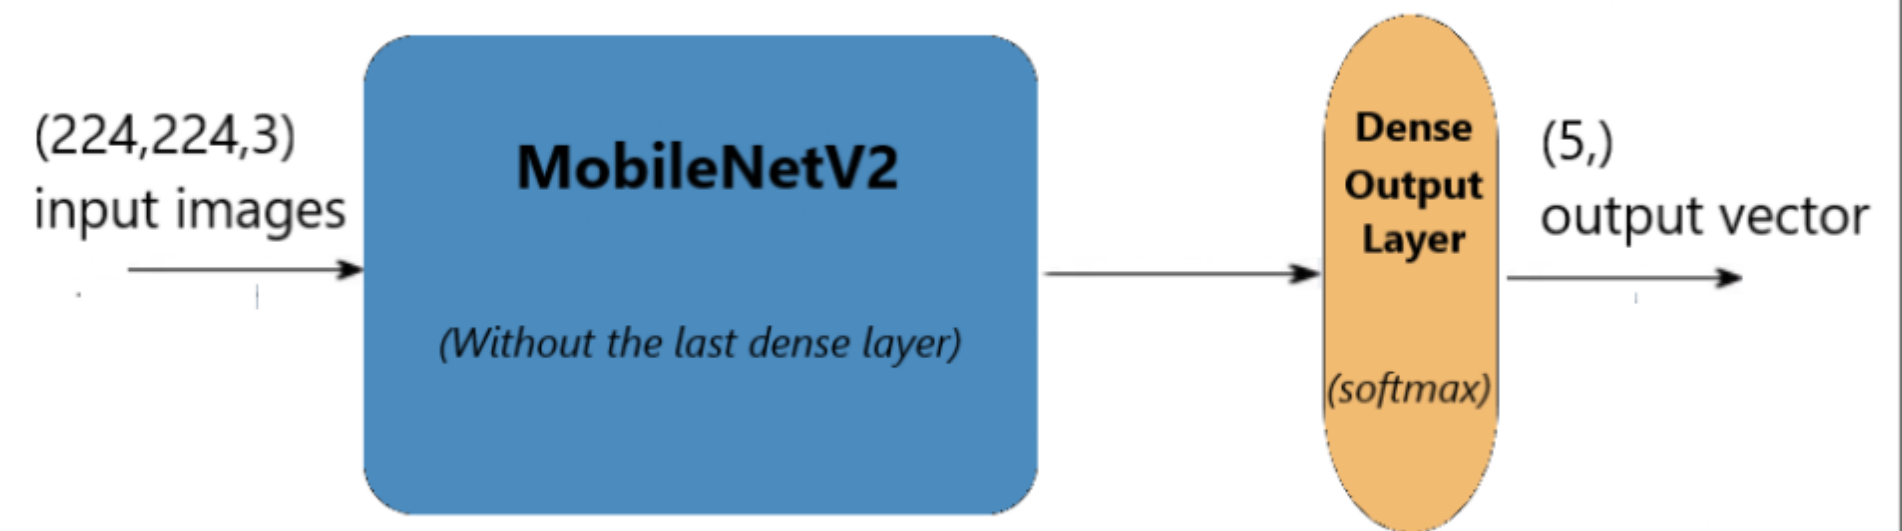 (224,224,3)
input images
MobileNetV2
(Without the last dense layer)
Dense
Output
Layer
(softmax)
(5,)
output vector